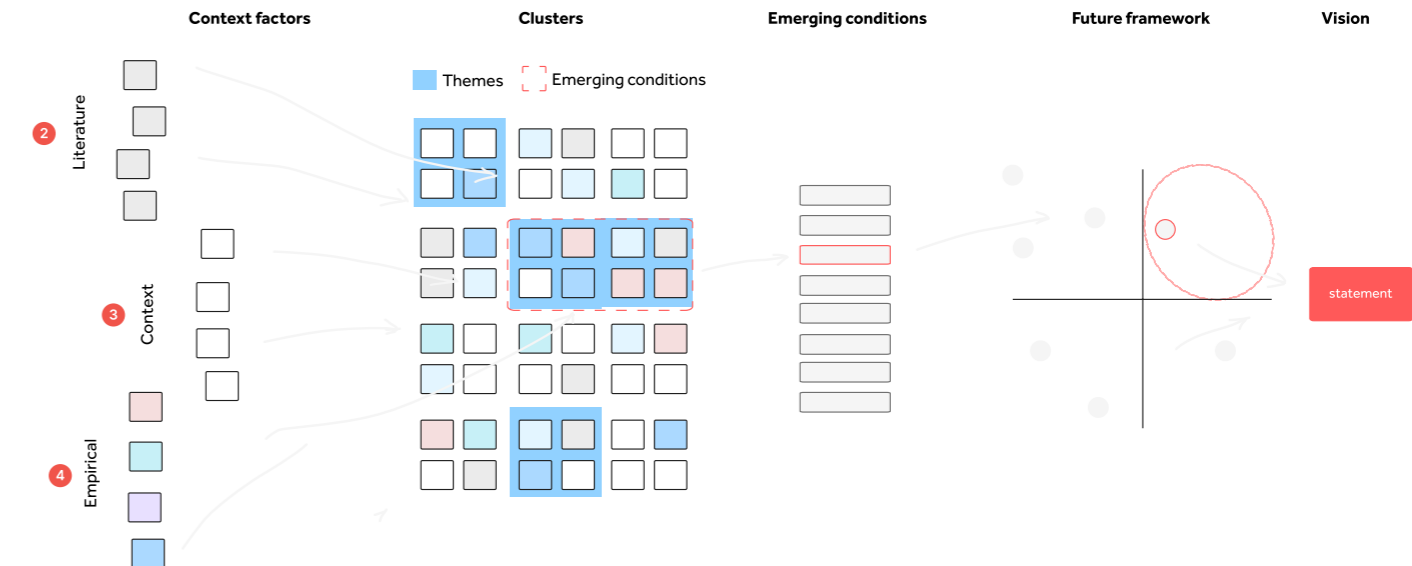 Context factors
Clusters
Emerging conditions
Future framework
Vision
Themes
Emerging conditions
2
Literature
3
Context
4
Empirical
statement